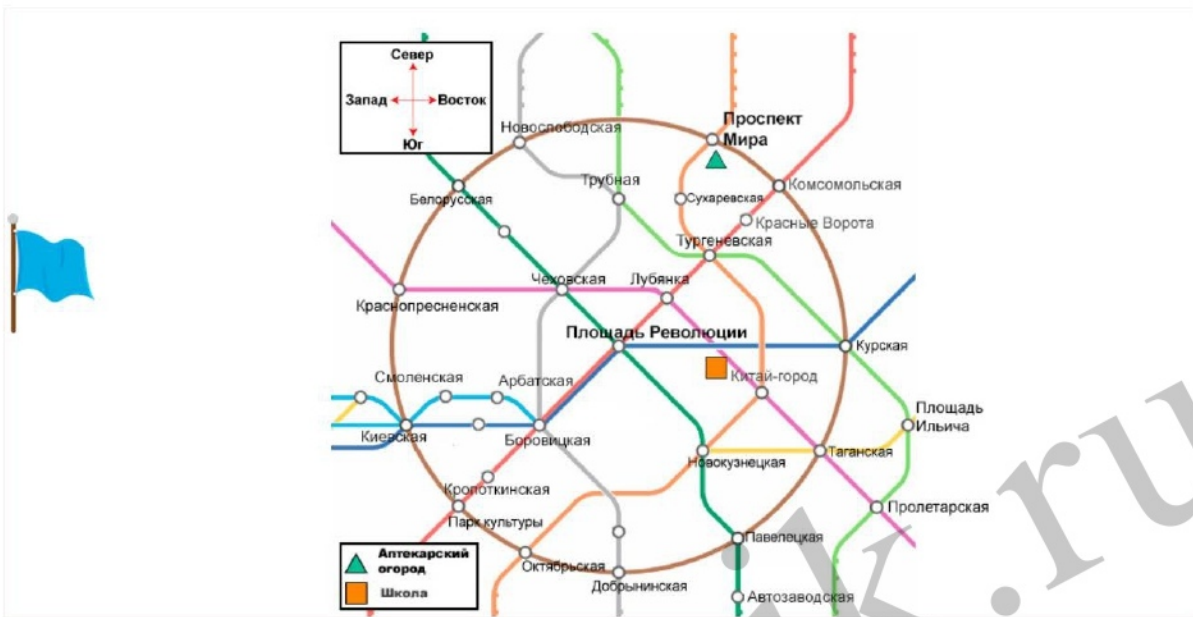 Север
Запад
Восток
Юг
Проспект
Мира
Новослободская
Комсомольская
Трубная
Белорусская
Сухаревская
Красные Ворота
Тургеневская
Чеховская
Лубянка
Краснопресненская
Площадь Революции
Курская
Смоленская
Арбатская
Китай-город
Площадь
Ильича
Киевская
Боровицкая
Новокузнецкая
Таганская
Кропоткинская
Парк культуры
Пролетарская
Павелецкая
Октябрьская
Добрынинская
Автозаводская
Аптекарский
огород
Школа
ik.ru